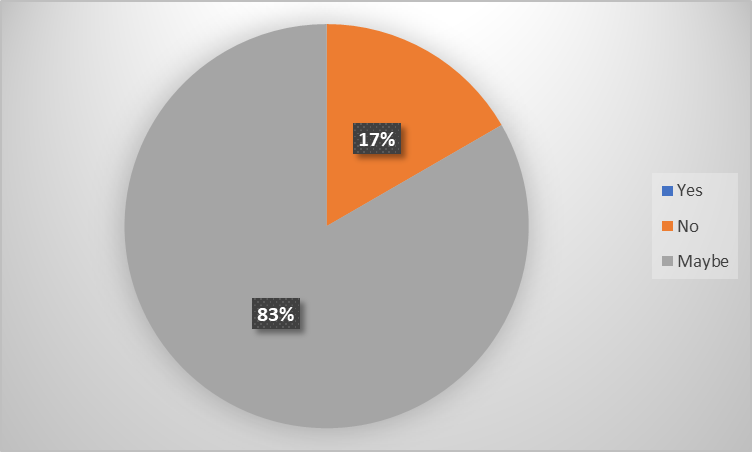 17%
83%
Yes
No
Maybe